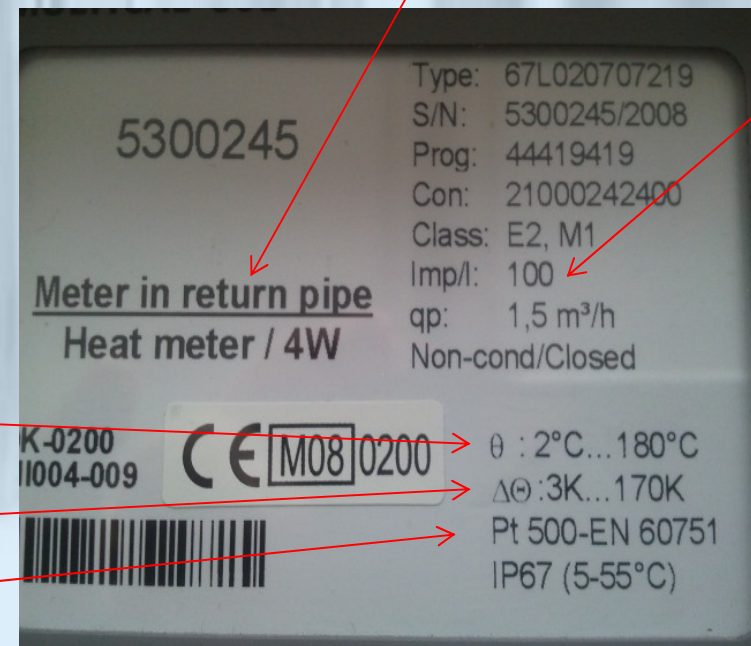 5300245
Type: 67L020707219
S/N: 5300245/2008
Prog: 44419419
Con: 21000242400
Class: E2, M1
Imp/l: 100
qp: 1,5 m³/h
Non-cond/Closed
Meter in return pipe
Heat meter / 4W
K-0200
I004-009
CE M08 0200
θ : 2°C...180°C
ΔΘ :3K...170K
Pt 500-EN 60751
IP67 (5-55°C)